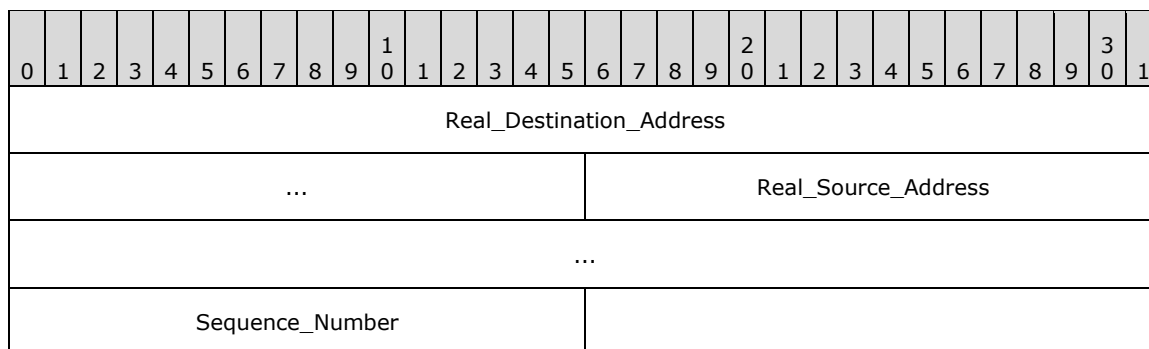 1 2 3
0 1 2 3 4 5 6 7 8 9 0 1 2 3 4 5 6 7 8 9 0 1 2 3 4 5 6 7 8 9 0 1
Real_Destination_Address
... Real_Source_Address
...
Sequence_Number